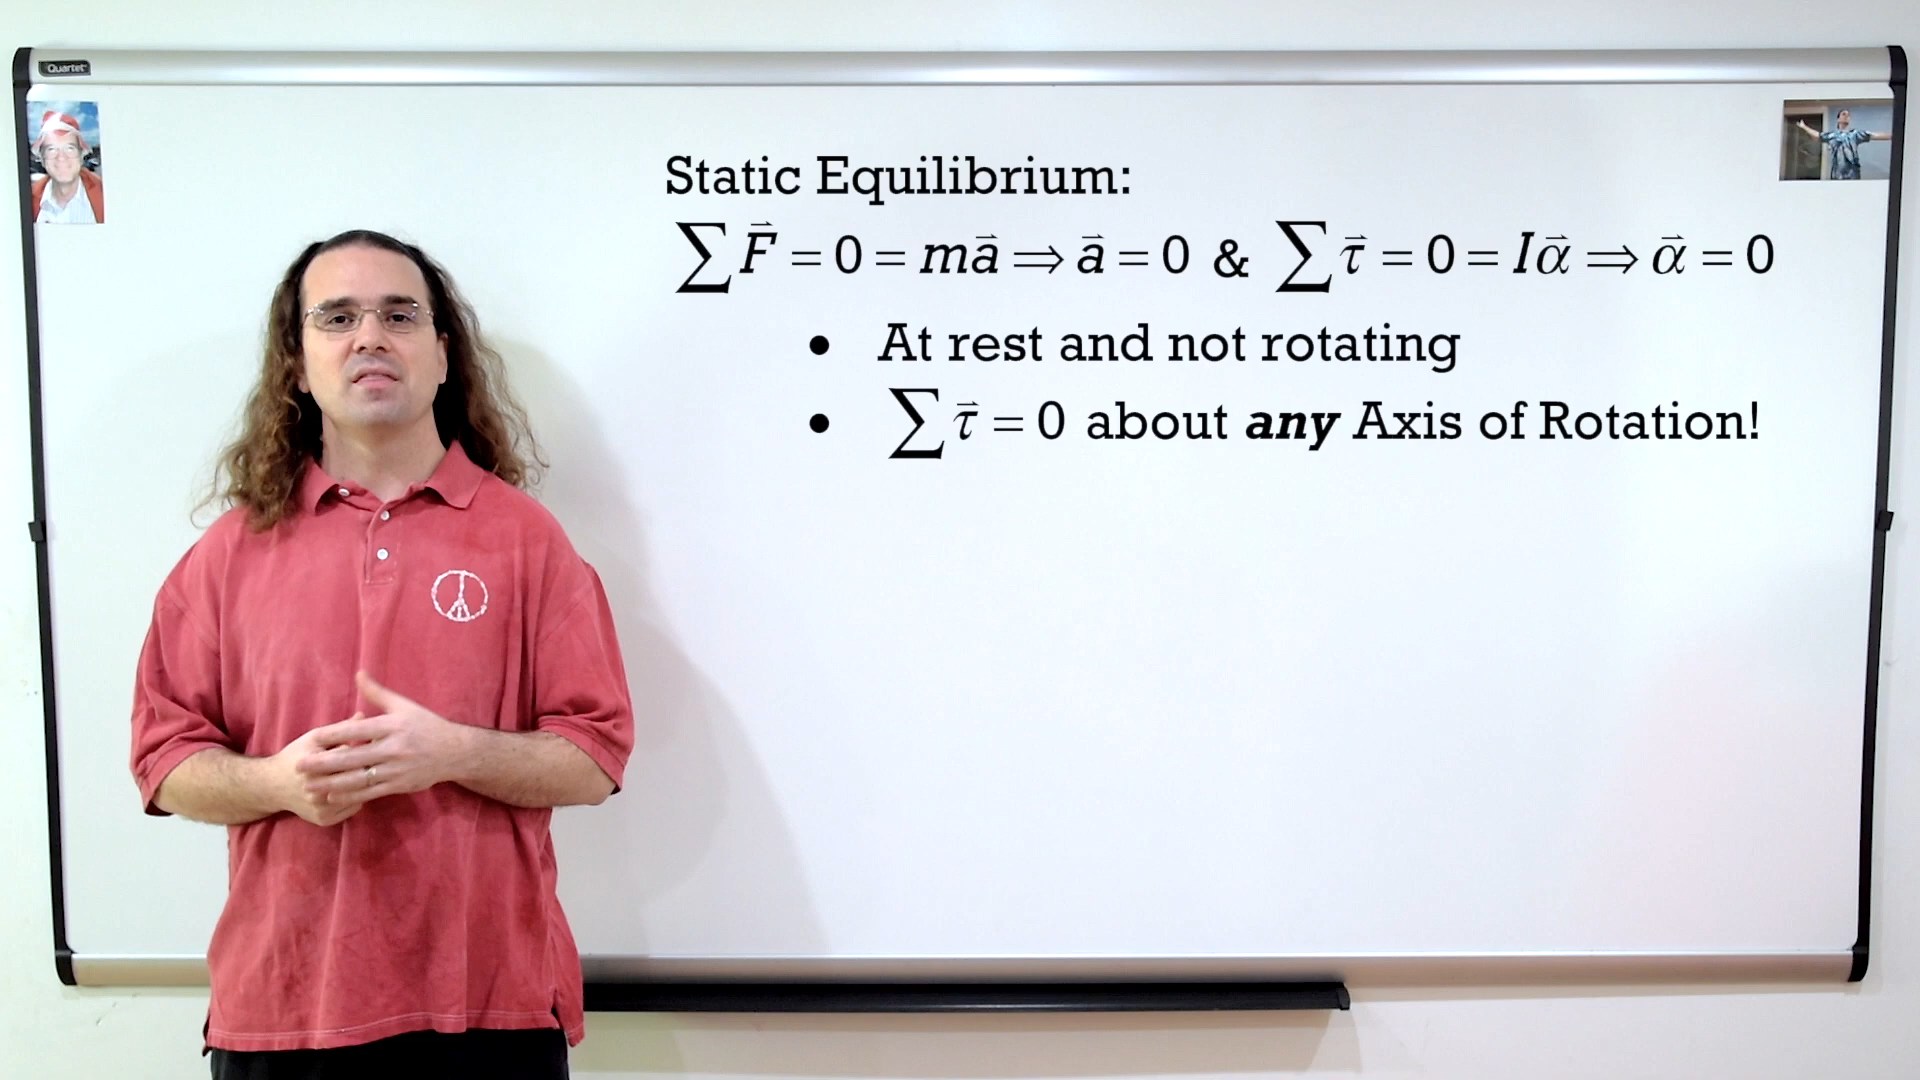 Quartet
Static Equilibrium:
∑F⃗ = 0 = ma⃗ ⇒ a⃗ = 0 & ∑τ⃗ = 0 = Iα⃗ ⇒ α⃗ = 0
• At rest and not rotating
• ∑τ⃗ = 0 about any Axis of Rotation!